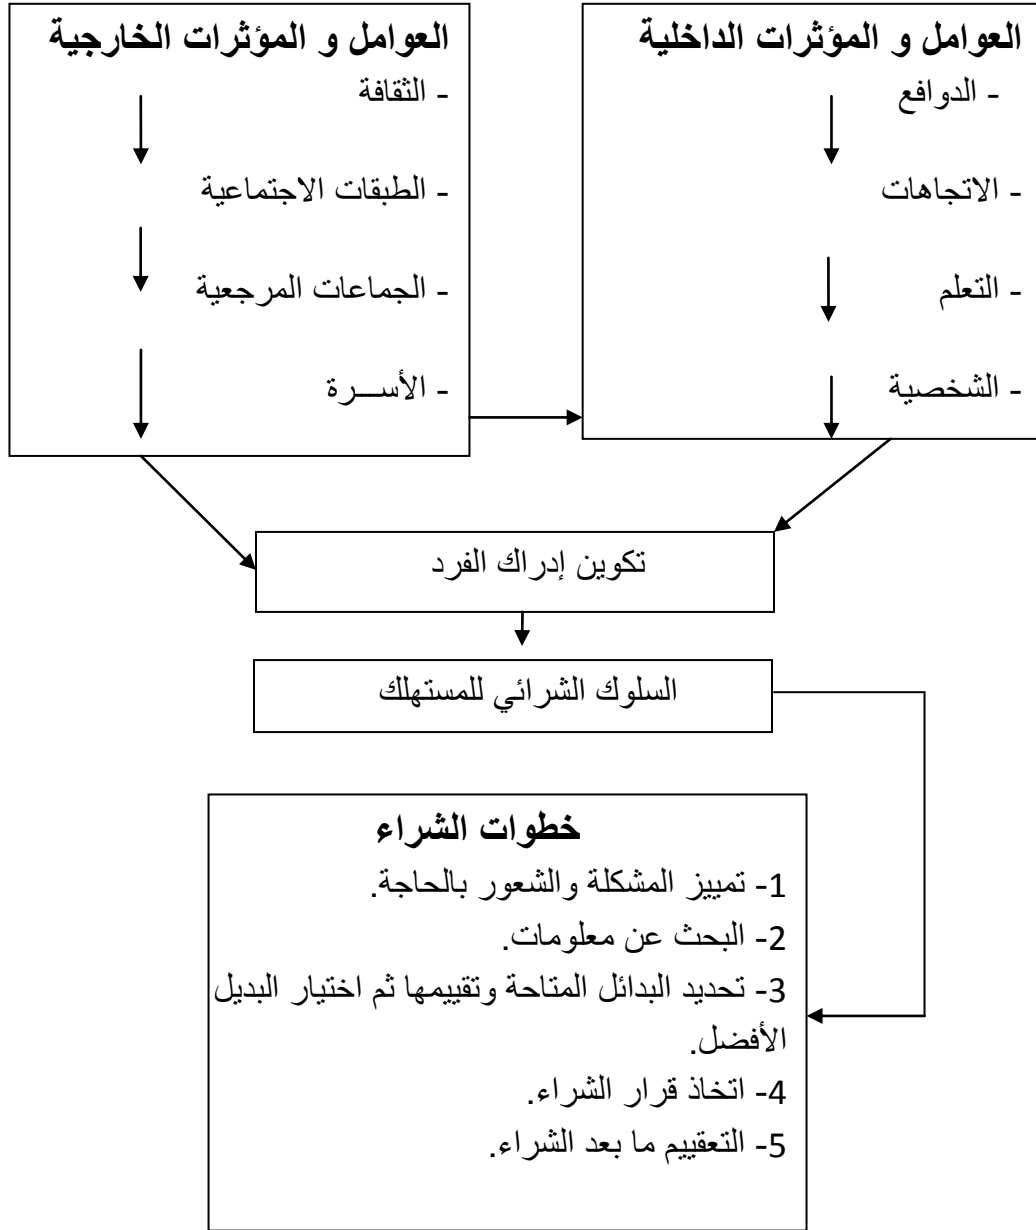 العوامل و المؤثرات الداخلية
- الدوافع
- الاتجاهات
- التعلم
- الشخصية
العوامل و المؤثرات الخارجية
- الثقافة
- الطبقات الاجتماعية
- الجماعات المرجعية
- الأســـرة
تكوين إدراك الفرد
السلوك الشرائي للمستهلك
خطوات الشراء
1- تمييز المشكلة والشعور بالحاجة.
2- البحث عن معلومات.
3- تحديد البدائل المتاحة وتقييمها ثم اختيار البديل
الأفضل.
4- اتخاذ قرار الشراء.
5- التعقييم ما بعد الشراء.